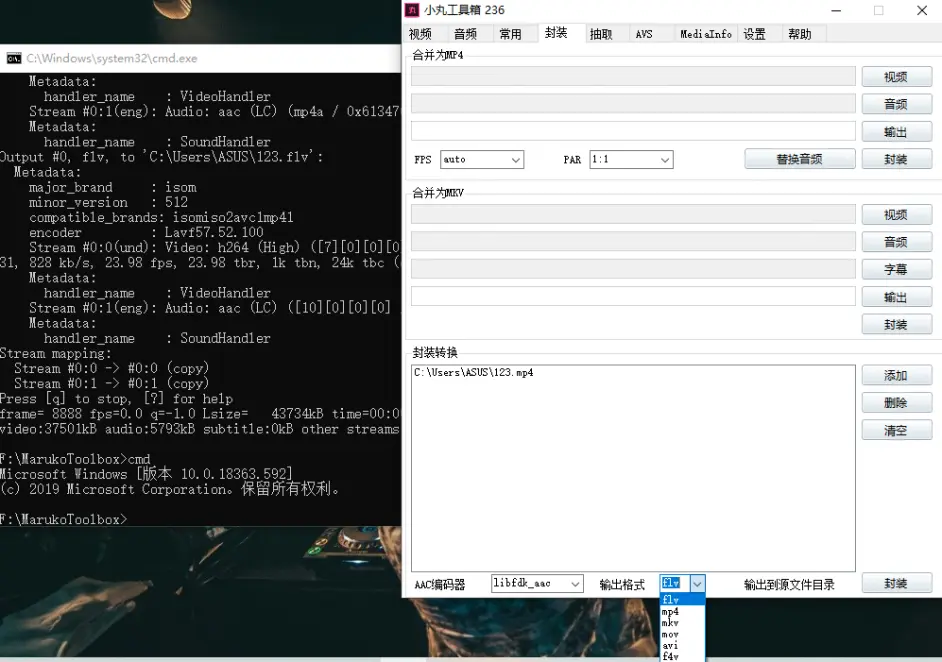 小丸工具箱 236
视频 音频 常用 封装 抽取 AVS MediaInfo 设置 帮助
合并为MP4
视频
音频
输出
FPS auto PAR 1:1 替换音频 封装
合并为MKV
视频
音频
字幕
输出
封装
封装转换
C:\Users\ASUS\123.mp4
添加
删除
清空
AAC编码器 libfdk_aac 输出格式 flv 输出到源文件目录 封装
flv
mp4
mkv
mov
avi
f4v
C:\Windows\system32\cmd.exe
Metadata:
handler_name : VideoHandler
Stream #0:1(eng): Audio: aac (LC) (mp4a / 0x61347
Metadata:
handler_name : SoundHandler
Output #0, flv, to 'C:\Users\ASUS\123.flv':
Metadata:
major_brand : isom
minor_version : 512
compatible_brands: isomiso2avc1mp41
encoder : Lavf57.52.100
Stream #0:0(und): Video: h264 (High) ([7][0][0][0
31, 828 kb/s, 23.98 fps, 23.98 tbr, 1k tbn, 24k tbc (
Metadata:
handler_name : VideoHandler
Stream #0:1(eng): Audio: aac (LC) ([10][0][0][0]
Metadata:
handler_name : SoundHandler
Stream mapping:
Stream #0:0 -> #0:0 (copy)
Stream #0:1 -> #0:1 (copy)
Press [q] to stop, [?] for help
frame= 8888 fps=0.0 q=-1.0 Lsize= 43734kB time=00:0
video:37501kB audio:5793kB subtitle:0kB other streams
F:\MarukoToolbox>cmd
Microsoft Windows [版本 10.0.18363.592]
(c) 2019 Microsoft Corporation。保留所有权利。
F:\MarukoToolbox>